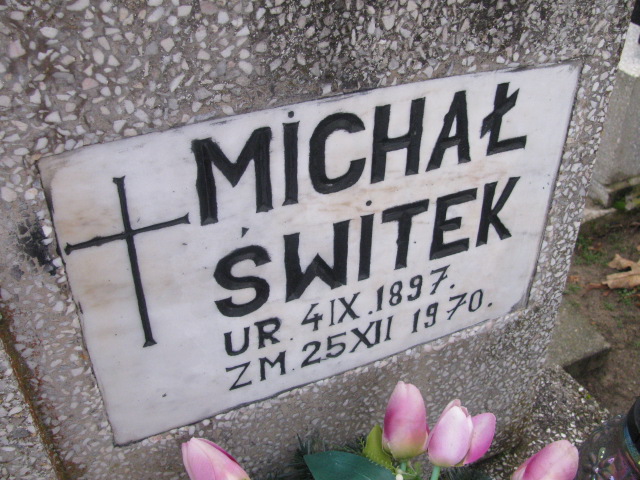 MICHAŁ
ŚWITEK
UR. 4 IX. 1897.
ZM. 25 XII 1970.